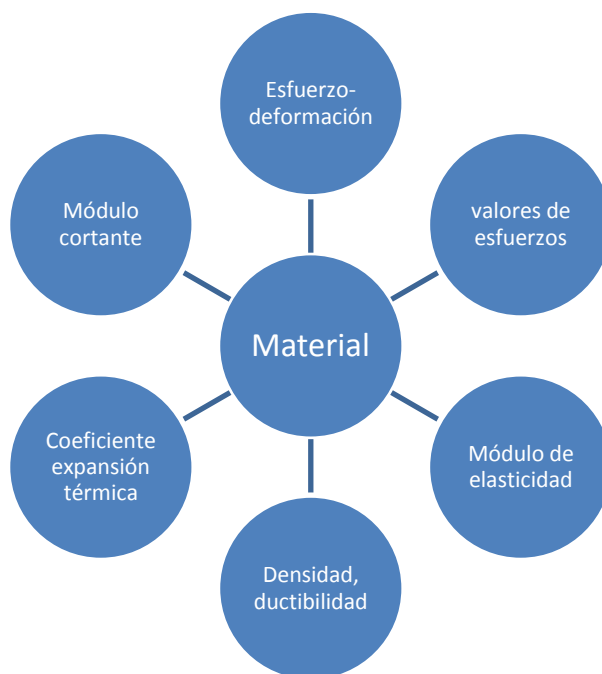 Esfuerzo-
deformación
valores de
esfuerzos
Módulo de
elasticidad
Densidad,
ductibilidad
Coeficiente
expansión
térmica
Módulo
cortante
Material